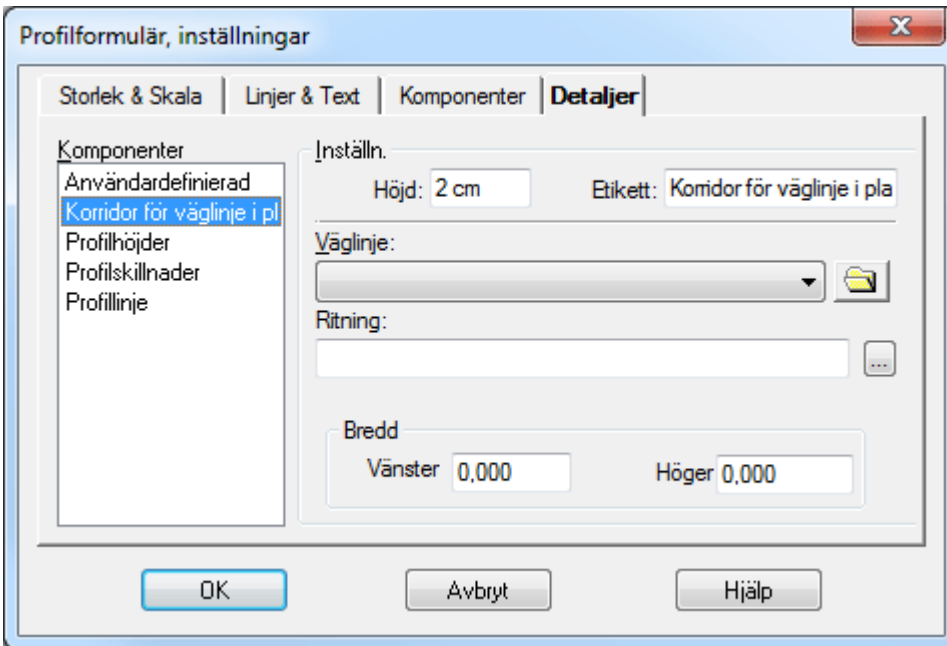 Profilformulär, inställningar
Storlek & Skala Linjer & Text Komponenter Detaljer
Komponenter
Användardefinierad
Korridor för väglinje i pl
Profilhöjder
Profilskillnader
Profillinje
Inställn.
Höjd: 2 cm Etikett: Korridor för väglinje i pla
Väglinje:
Ritning:
...
Bredd
Vänster 0,000 Höger 0,000
OK Avbryt Hjälp